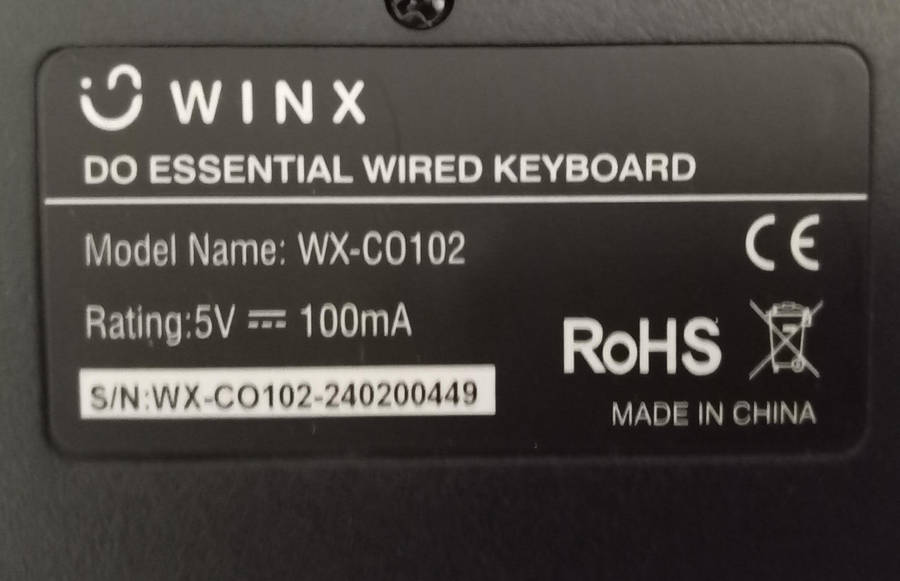 WINX
DO ESSENTIAL WIRED KEYBOARD
Model Name: WX-CO102
CE
Rating:5V ⎓ 100mA
RoHS
S/N:WX-CO102-240200449
MADE IN CHINA